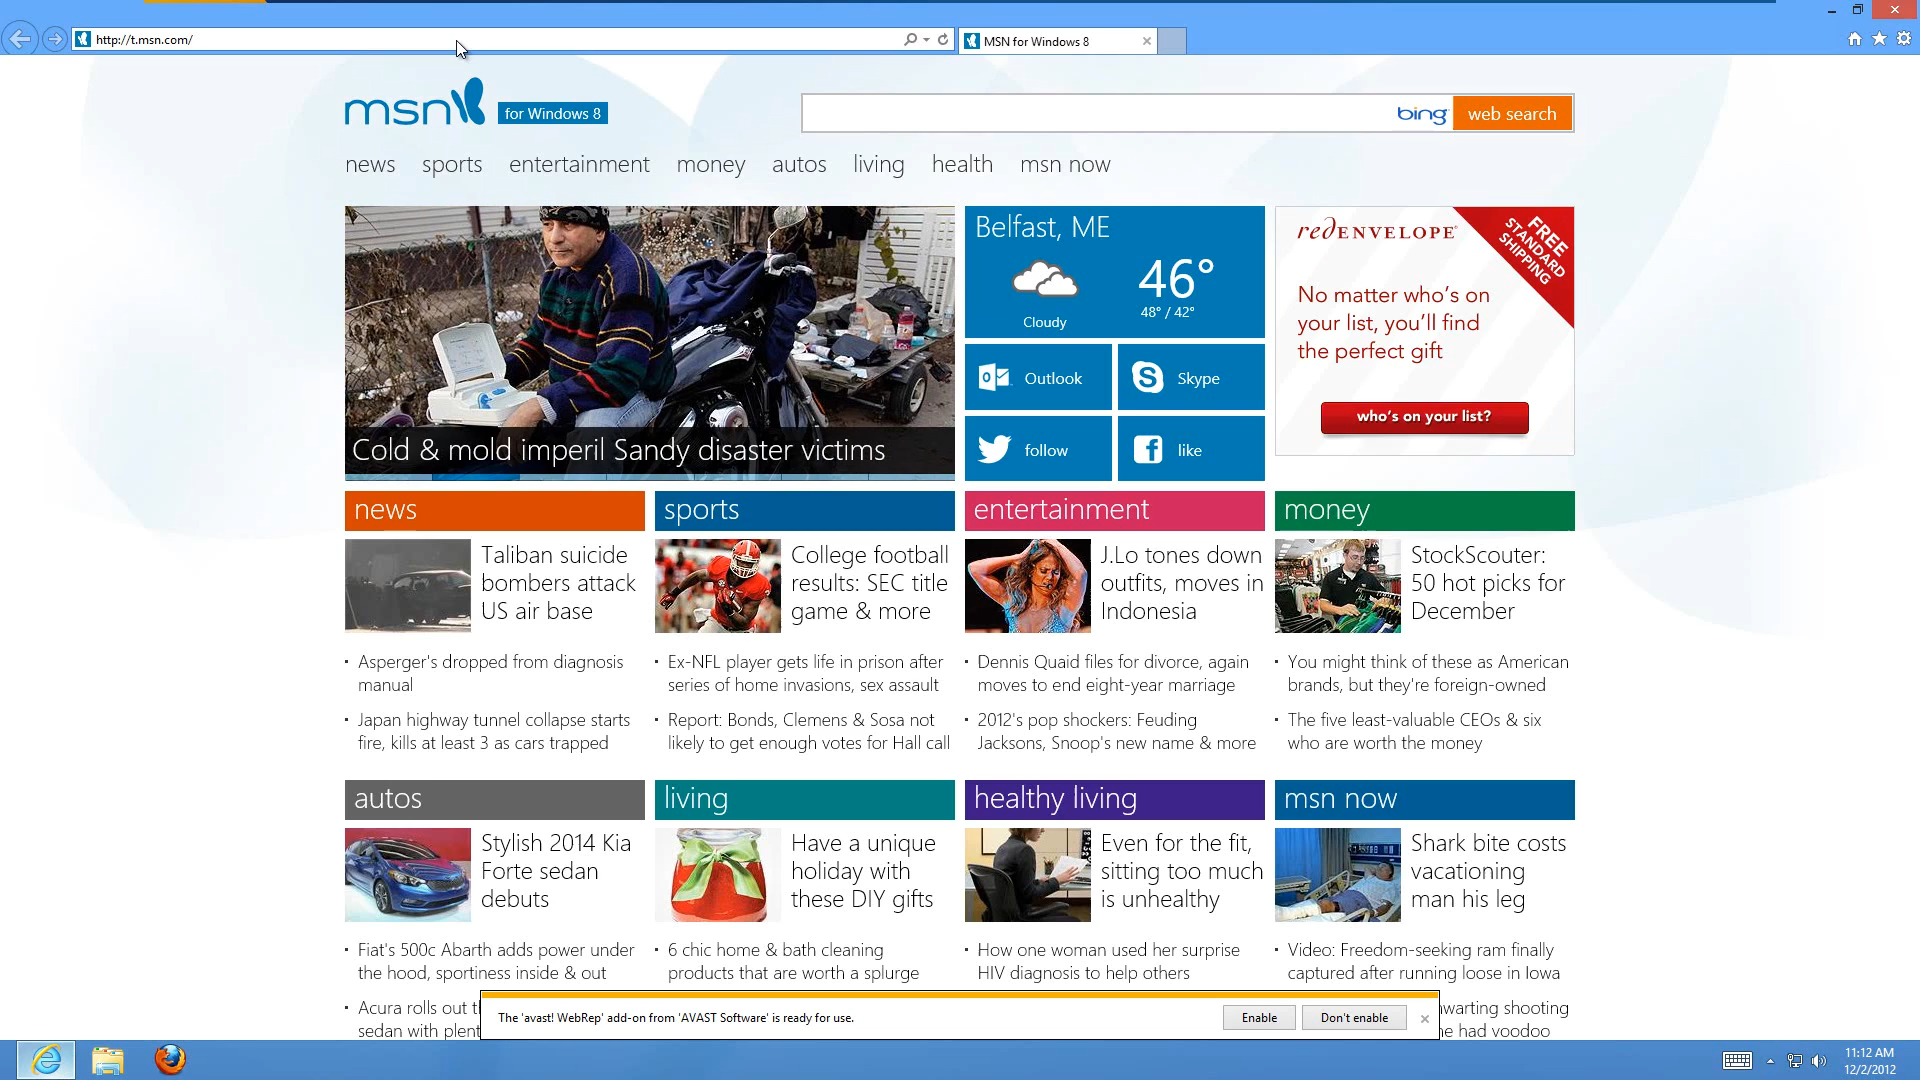 http://t.msn.com/
MSN for Windows 8
msn for Windows 8
bing web search
news sports entertainment money autos living health msn now
Cold & mold imperil Sandy disaster victims
Belfast, ME
46°
48° / 42°
Cloudy
Outlook
Skype
follow
like
redENVELOPE
FREE
STANDARD
SHIPPING
No matter who's on
your list, you'll find
the perfect gift
who's on your list?
news
Taliban suicide
bombers attack
US air base
Asperger's dropped from diagnosis
manual
Japan highway tunnel collapse starts
fire, kills at least 3 as cars trapped
sports
College football
results: SEC title
game & more
Ex-NFL player gets life in prison after
series of home invasions, sex assault
Report: Bonds, Clemens & Sosa not
likely to get enough votes for Hall call
entertainment
J.Lo tones down
outfits, moves in
Indonesia
Dennis Quaid files for divorce, again
moves to end eight-year marriage
2012's pop shockers: Feuding
Jacksons, Snoop's new name & more
money
StockScouter:
50 hot picks for
December
You might think of these as American
brands, but they're foreign-owned
The five least-valuable CEOs & six
who are worth the money
autos
Stylish 2014 Kia
Forte sedan
debuts
Fiat's 500c Abarth adds power under
the hood, sportiness inside & out
Acura rolls out
sedan with plent
living
Have a unique
holiday with
these DIY gifts
6 chic home & bath cleaning
products that are worth a splurge
healthy living
Even for the fit,
sitting too much
is unhealthy
How one woman used her surprise
HIV diagnosis to help others
msn now
Shark bite costs
vacationing
man his leg
Video: Freedom-seeking ram finally
captured after running loose in Iowa
warting shooting
he had voodoo
The 'avast! WebRep' add-on from 'AVAST Software' is ready for use.
Enable
Don't enable
11:12 AM
12/2/2012